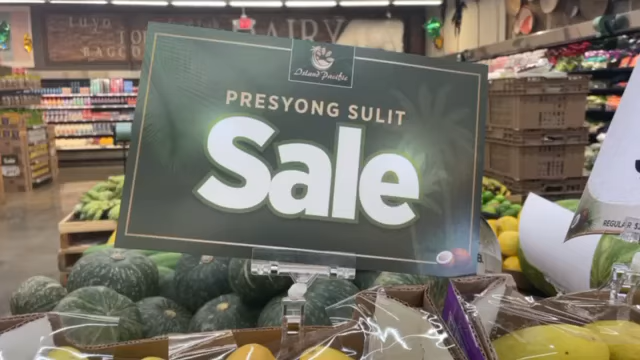 DAIRY
Island Pacific
PRESYONG SULIT
Sale
REGULAR